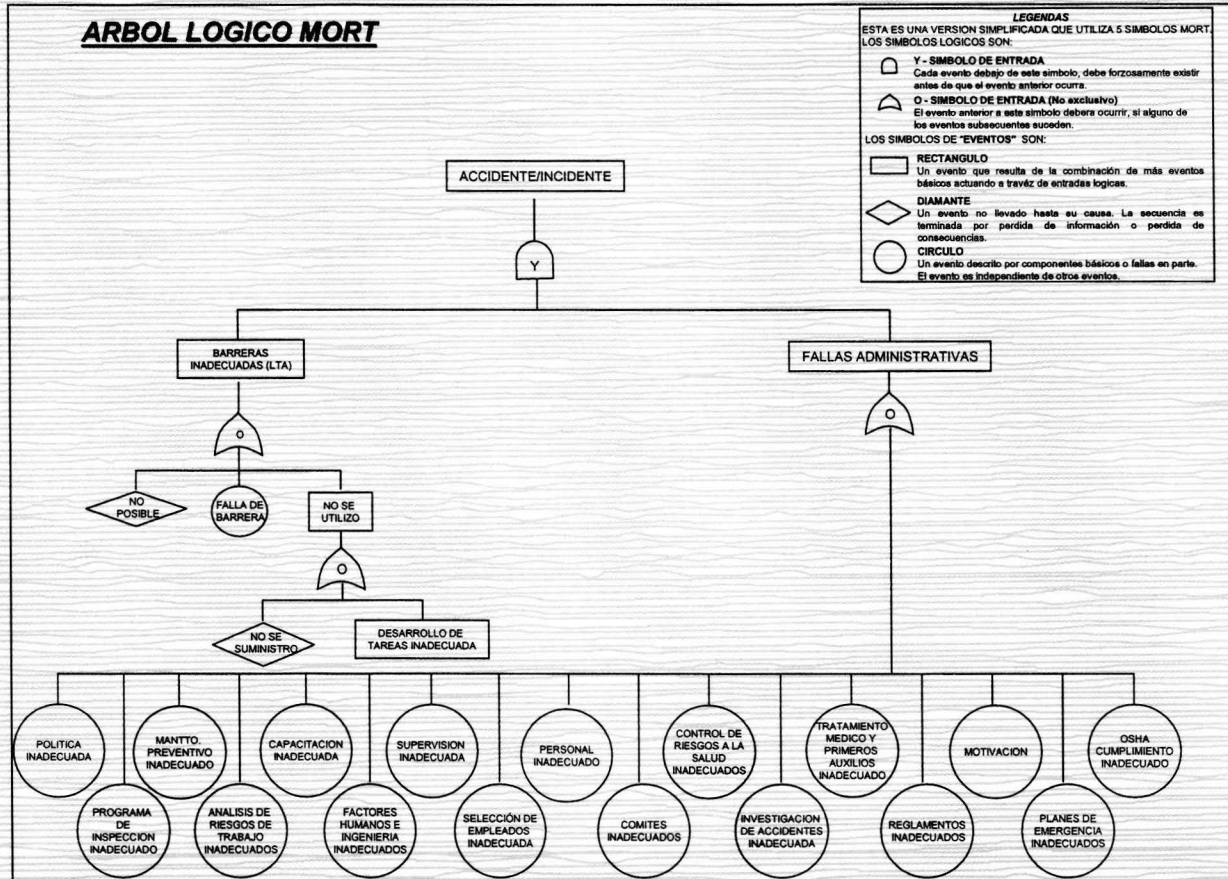 ARBOL LOGICO MORT
LEGENDAS
ESTA ES UNA VERSION SIMPLIFICADA QUE UTILIZA 5 SIMBOLOS MORT.
LOS SIMBOLOS LOGICOS SON:
Y - SIMBOLO DE ENTRADA
Cada evento debajo de este simbolo, debe forzosamente existir
antes de que el evento anterior ocurra.
O - SIMBOLO DE ENTRADA (No exclusivo)
El evento anterior a este simbolo debera ocurrir, si alguno de
los eventos subsecuentes suceden.
LOS SIMBOLOS DE "EVENTOS" SON:
RECTANGULO
Un evento que resulta de la combinación de más eventos
básicos actuando a travéz de entradas logicas.
DIAMANTE
Un evento no llevado hasta su causa. La secuencia es
terminada por perdida de información o perdida de
consecuencias.
CIRCULO
Un evento descrito por componentes básicos o fallas en parte.
El evento es independiente de otros eventos.
ACCIDENTE/INCIDENTE
Y
BARRERAS
INADECUADAS (LTA)
FALLAS ADMINISTRATIVAS
O
O
NO
POSIBLE
FALLA DE
BARRERA
NO SE
UTILIZO
O
NO SE
SUMINISTRO
DESARROLLO DE
TAREAS INADECUADA
POLITICA
INADECUADA
MANTTO.
PREVENTIVO
INADECUADO
CAPACITACION
INADECUADA
SUPERVISION
INADECUADA
PERSONAL
INADECUADO
CONTROL DE
RIESGOS A LA
SALUD
INADECUADOS
TRATAMIENTO
MEDICO Y
PRIMEROS
AUXILIOS
INADECUADO
MOTIVACION
OSHA
CUMPLIMIENTO
INADECUADO
PROGRAMA
DE
INSPECCION
INADECUADO
ANALISIS DE
RIESGOS DE
TRABAJO
INADECUADOS
FACTORES
HUMANOS E
INGENIERIA
INADECUADOS
SELECCIÓN DE
EMPLEADOS
INADECUADA
COMITES
INADECUADOS
INVESTIGACION
DE ACCIDENTES
INADECUADA
REGLAMENTOS
INADECUADOS
PLANES DE
EMERGENCIA
INADECUADOS